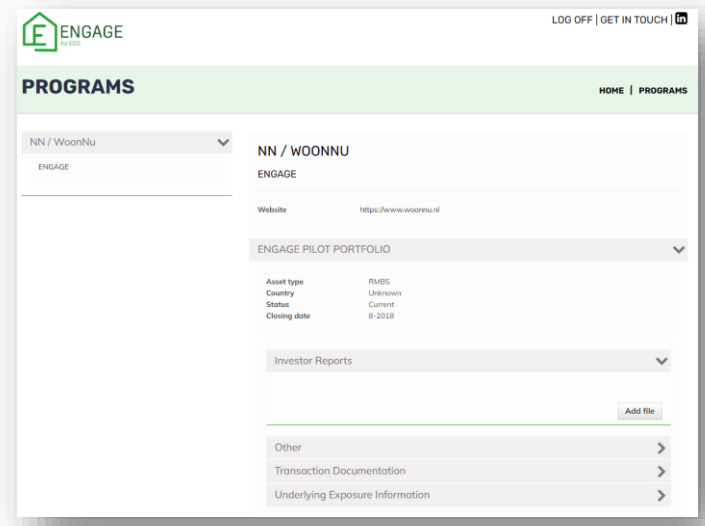 ENGAGE
for ESG
LOG OFF | GET IN TOUCH | in
PROGRAMS
HOME | PROGRAMS
NN / WoonNu
ENGAGE
NN / WOONNU
ENGAGE
Website https://www.woonnu.nl
ENGAGE PILOT PORTFOLIO
Asset type RMBS
Country Unknown
Status Current
Closing date 8-2018
Investor Reports
Add file
Other
Transaction Documentation
Underlying Exposure Information